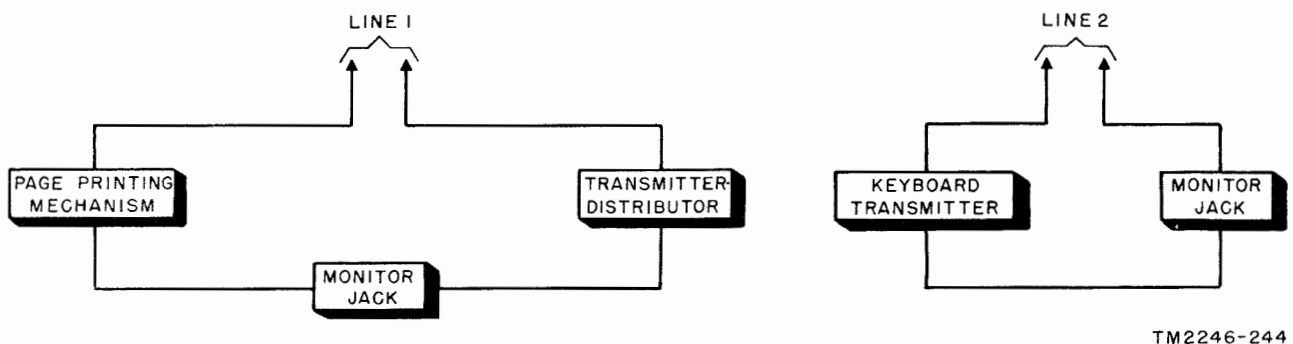 LINE 1
LINE 2
PAGE PRINTING
MECHANISM
TRANSMITTER-
DISTRIBUTOR
KEYBOARD
TRANSMITTER
MONITOR
JACK
MONITOR
JACK
TM2246-244